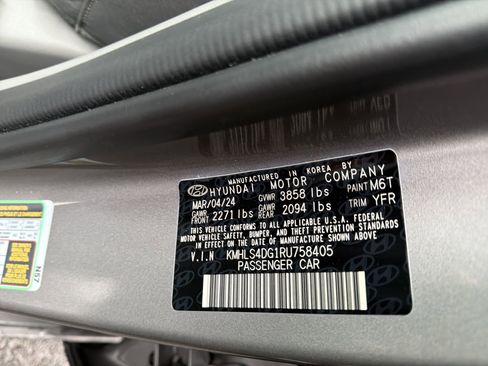 MANUFACTURED IN KOREA BY
HYUNDAI MOTOR COMPANY
MAR/04/24 GVWR 3858 lbs PAINT M6T
GAWR FRONT 2271 lbs GAWR REAR 2094 lbs TRIM YFR
THIS VEHICLE CONFORMS TO ALL APPLICABLE U.S.A. FEDERAL
MOTOR VEHICLE SAFETY, BUMPER, AND THEFT PREVENTION STANDARDS
IN EFFECT ON THE DATE OF MANUFACTURE SHOWN ABOVE.
V.I.N KMHLS4DG1RU758405
PASSENGER CAR
N57